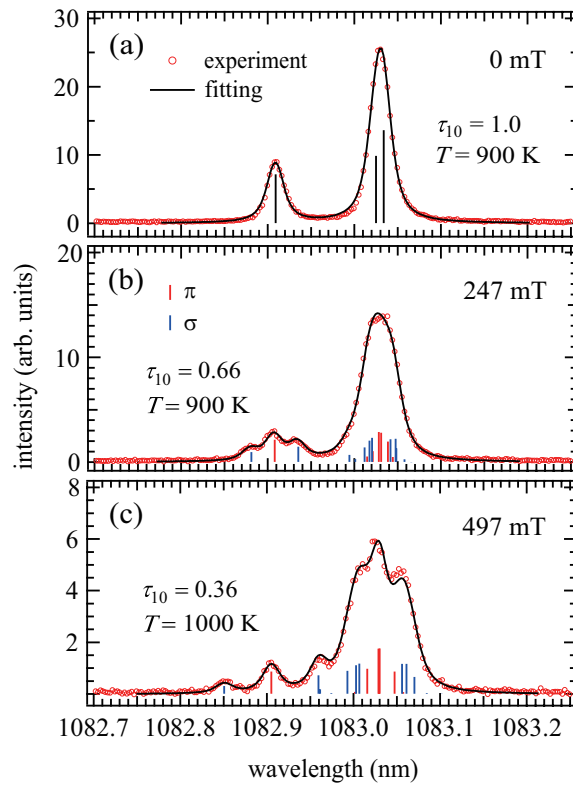 30
(a)
0 mT
experiment
fitting
20
τ10 = 1.0
T = 900 K
10
0
20
(b)
247 mT
π
σ
10
τ10 = 0.66
T = 900 K
0
intensity (arb. units)
8
(c)
497 mT
6
4
τ10 = 0.36
T = 1000 K
2
1082.7 1082.8 1082.9 1083.0 1083.1 1083.2
wavelength (nm)